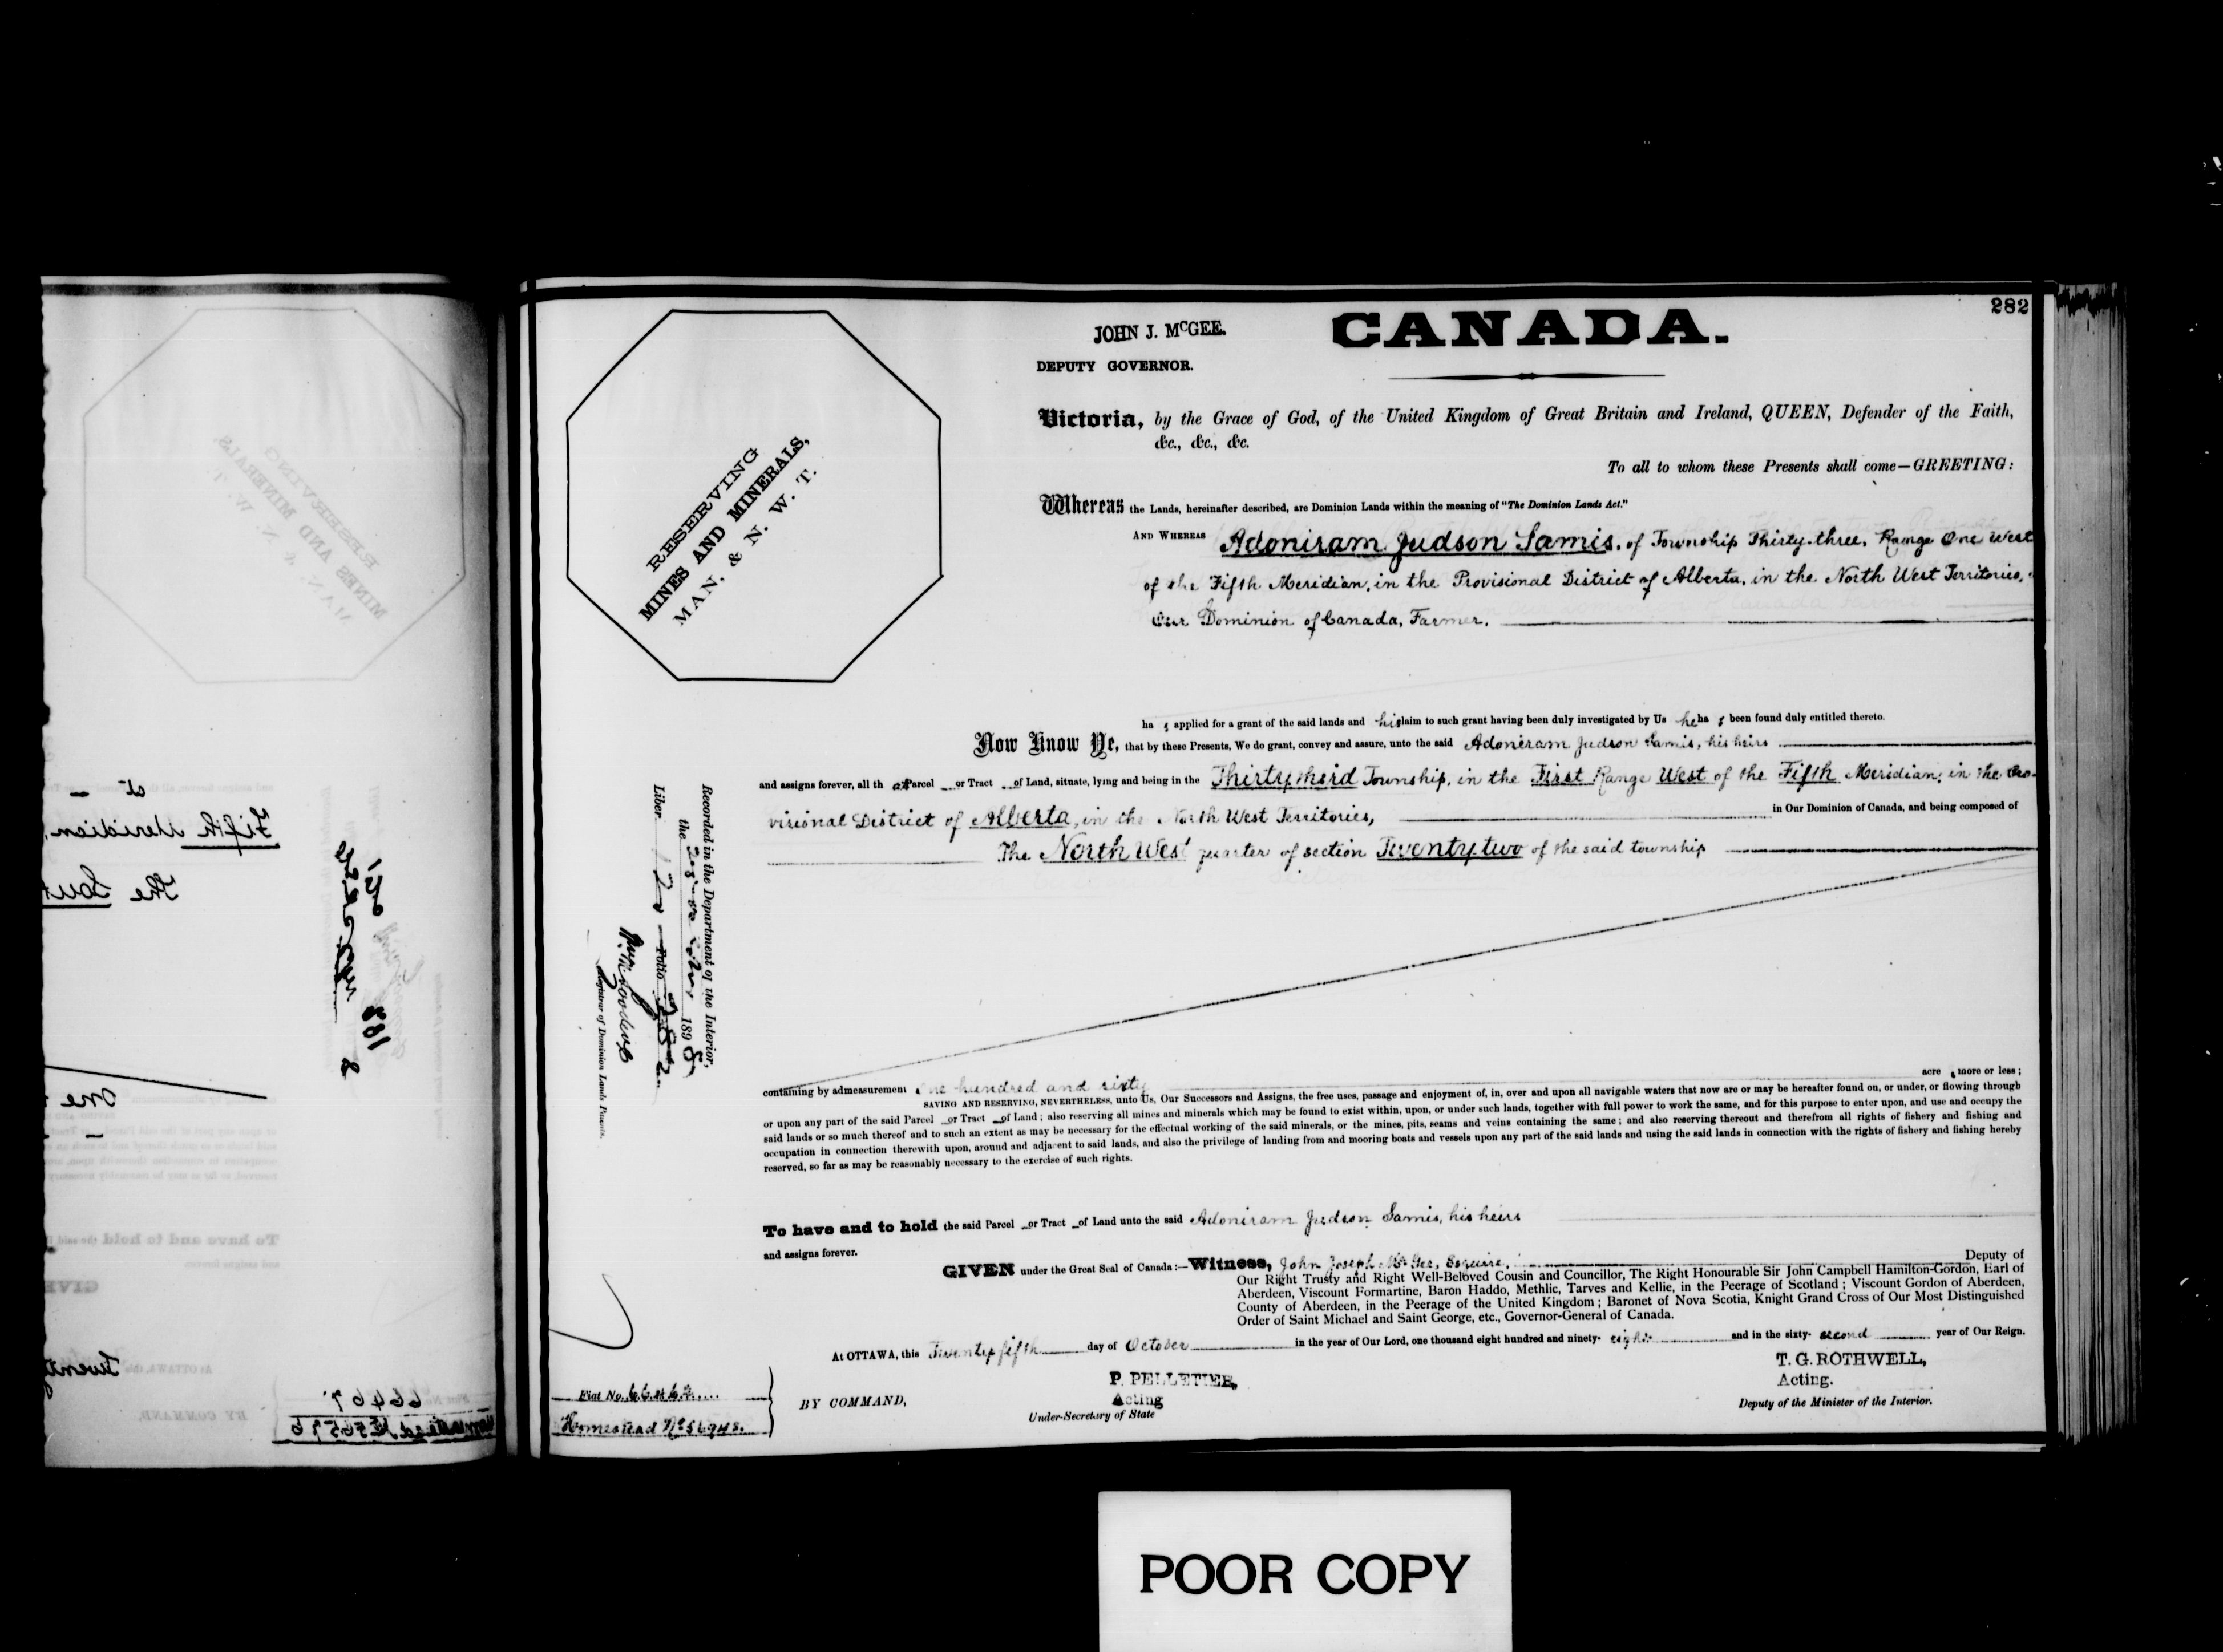 282
JOHN J. McGEE.
CANADA.
DEPUTY GOVERNOR.
Victoria, by the Grace of God, of the United Kingdom of Great Britain and Ireland, QUEEN, Defender of the Faith,
&c., &c., &c.
To all to whom these Presents shall come—GREETING:
RESERVING
MINES AND MINERALS,
MAN. & N. W. T.
Whereas the Lands, hereinafter described, are Dominion Lands within the meaning of "The Dominion Lands Act."
AND WHEREAS Adoniram Judson Samis, of Township Thirty-three, Range One West
of the Fifth Meridian, in the Provisional District of Alberta, in the North West Territories,
Our Dominion of Canada, Farmer.
ha s applied for a grant of the said lands and his claim to such grant having been duly investigated by Us he ha s been found duly entitled thereto.
Now Know Ye, that by these Presents, We do grant, convey and assure, unto the said Adoniram Judson Samis, his heirs
and assigns forever, all th at Parcel or Tract of Land, situate, lying and being in the Thirty third Township, in the First Range West of the Fifth Meridian, in the Pro-
visional District of Alberta, in the North West Territories, in Our Dominion of Canada, and being composed of
The North West quarter of section Twenty two of the said township
Recorded in the Department of the Interior,
the 1898
Liber 12 Folio 282
Registrar of Dominion Lands Patents.
containing by admeasurement one hundred and sixty acre s more or less;
SAVING AND RESERVING, NEVERTHELESS, unto Us, Our Successors and Assigns, the free uses, passage and enjoyment of, in, over and upon all navigable waters that now are or may be hereafter found on, or under, or flowing through
or upon any part of the said Parcel or Tract of Land; also reserving all mines and minerals which may be found to exist within, upon, or under such lands, together with full power to work the same, and for this purpose to enter upon, and use and occupy the
said lands or so much thereof and to such an extent as may be necessary for the effectual working of the said minerals, or the mines, pits, seams and veins containing the same; and also reserving thereout and therefrom all rights of fishery and fishing and
occupation in connection therewith upon, around and adjacent to said lands, and also the privilege of landing from and mooring boats and vessels upon any part of the said lands and using the said lands in connection with the rights of fishery and fishing hereby
reserved, so far as may be reasonably necessary to the exercise of such rights.
To have and to hold the said Parcel or Tract of Land unto the said Adoniram Judson Samis, his heirs
and assigns forever.
GIVEN under the Great Seal of Canada:—Witness, John Joseph McGee, Esquire, Deputy of
Our Right Trusty and Right Well-Beloved Cousin and Councillor, The Right Honourable Sir John Campbell Hamilton-Gordon, Earl of
Aberdeen, Viscount Formartine, Baron Haddo, Methlic, Tarves and Kellie, in the Peerage of Scotland; Viscount Gordon of Aberdeen,
County of Aberdeen, in the Peerage of the United Kingdom; Baronet of Nova Scotia, Knight Grand Cross of Our Most Distinguished
Order of Saint Michael and Saint George, etc., Governor-General of Canada.
At OTTAWA, this Twenty fifth day of October in the year of Our Lord, one thousand eight hundred and ninety- eight and in the sixty- second year of Our Reign.
Fiat No.
Homestead No 56948.
BY COMMAND,
P. PELLETIER,
Acting
Under-Secretary of State
T. G. ROTHWELL,
Acting.
Deputy of the Minister of the Interior.
POOR COPY